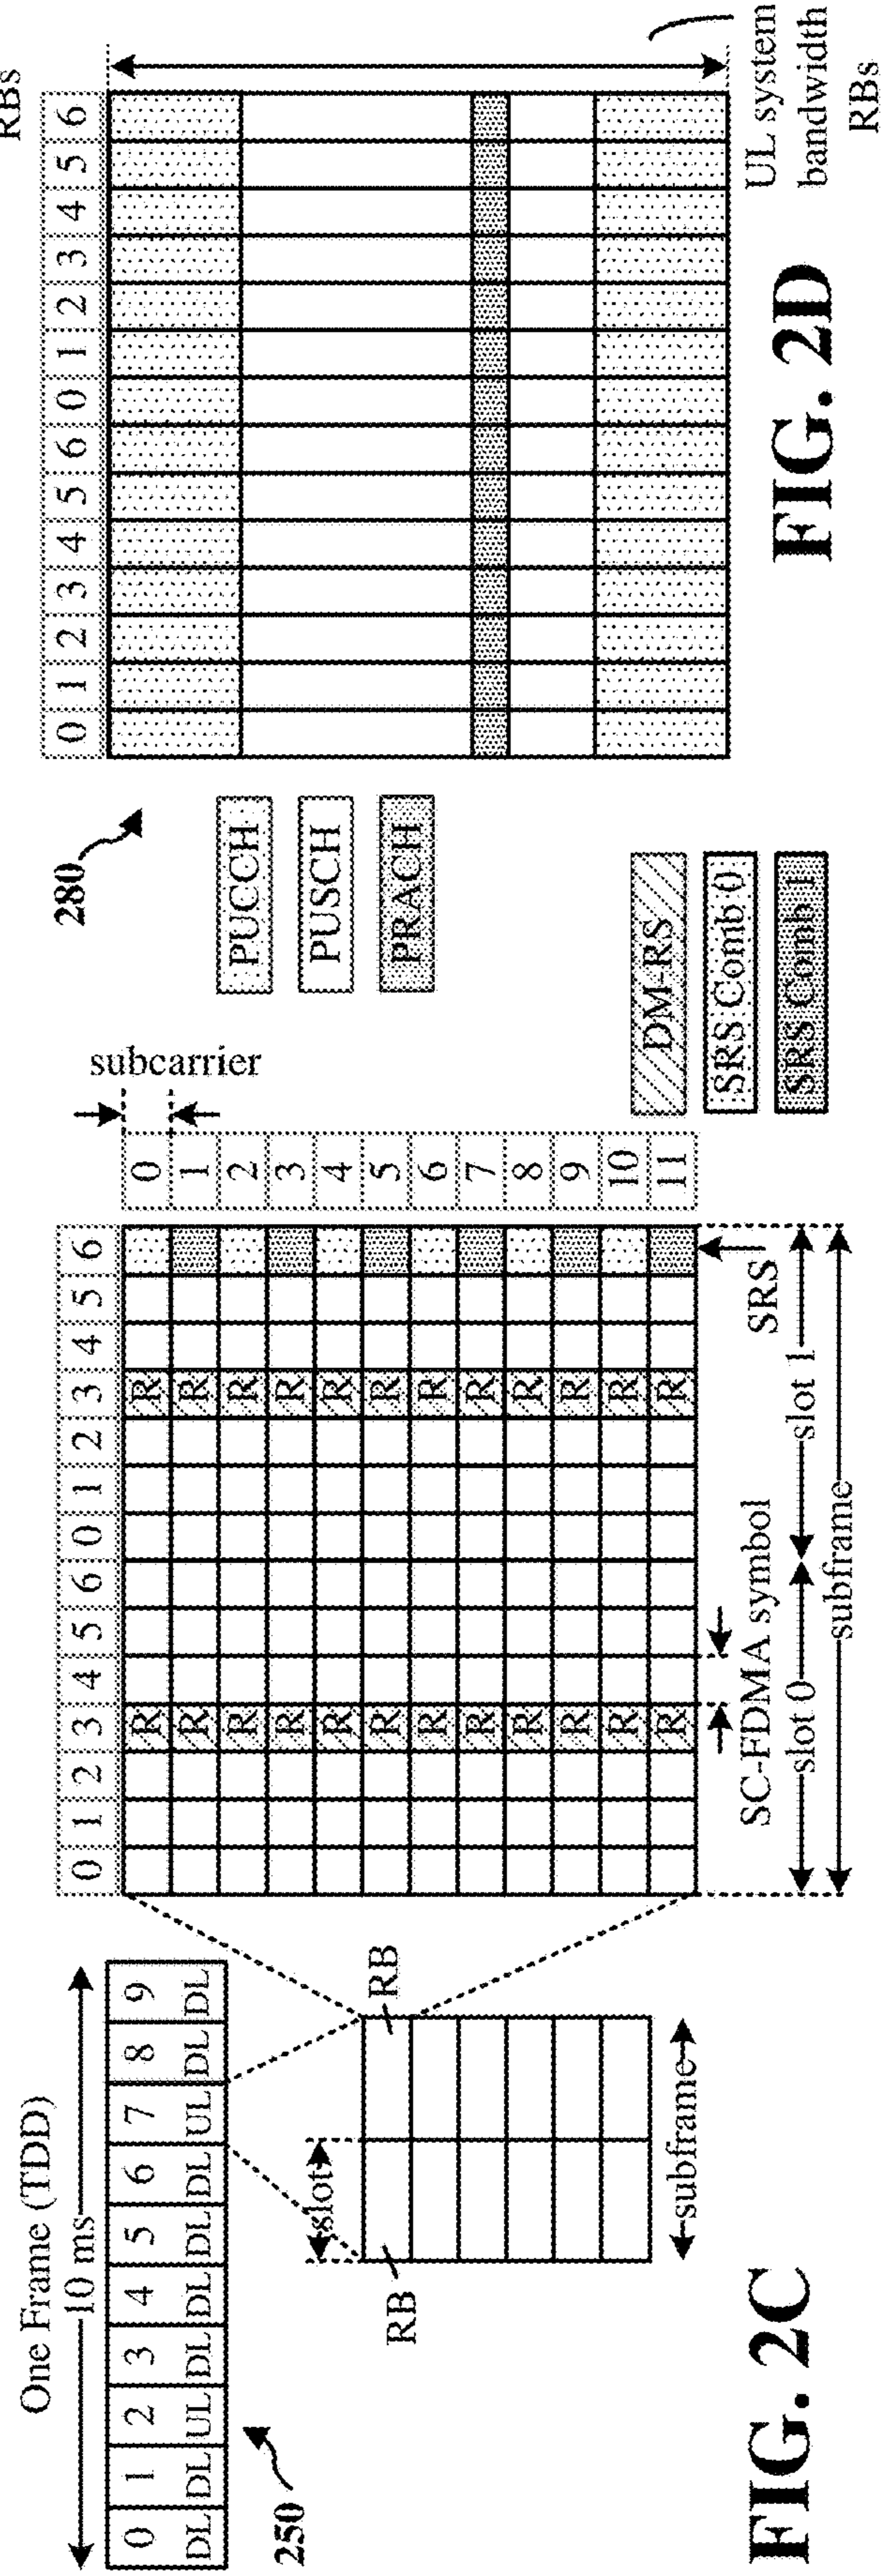 One Frame (TDD)
10 ms
0 1 2 3 4 5 6 7 8 9
DL DL UL DL DL DL DL UL DL DL
250
slot
RB
RB
subframe
FIG. 2C
0 1 2 3 4 5 6 0 1 2 3 4 5 6
subcarrier
R R 0
R R 1
R R 2
R R 3
R R 4
R R 5
R R 6
R R 7
R R 8
R R 9
R R 10
R R 11
SC-FDMA symbol
SRS
slot 0 slot 1
subframe
DM-RS
SRS Comb 0
SRS Comb 1
280
PUCCH
PUSCH
PRACH
0 1 2 3 4 5 6 0 1 2 3 4 5 6
RBs
UL system
bandwidth
RBs
FIG. 2D